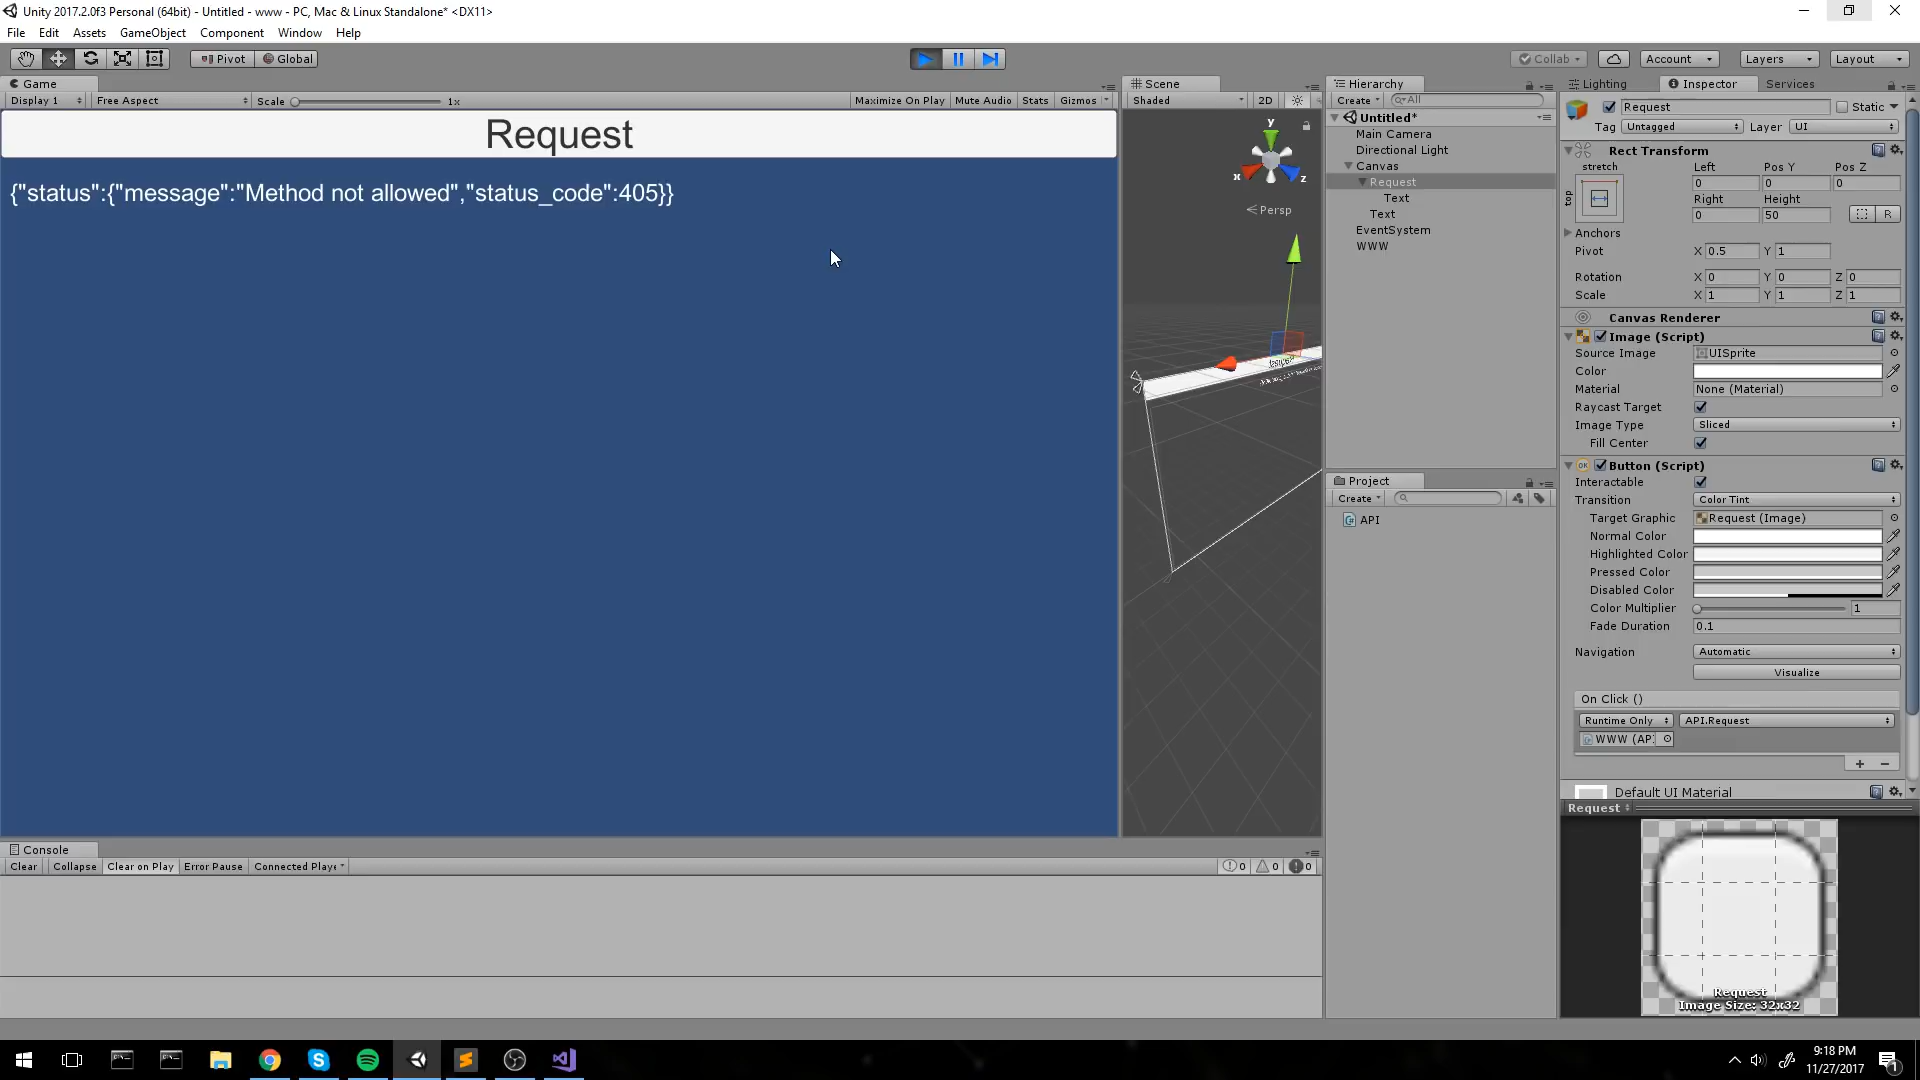 Unity 2017.2.0f3 Personal (64bit) - Untitled - www - PC, Mac & Linux Standalone* <DX11>
File Edit Assets GameObject Component Window Help
Pivot Global Collab Account Layers Layout
Game
Display 1 Free Aspect Scale 1x Maximize On Play Mute Audio Stats Gizmos
Request
{"status":{"message":"Method not allowed","status_code":405}}
Console
Clear Collapse Clear on Play Error Pause Connected Playe 0 0 0
Scene
Shaded 2D
y
x z
Persp
Hierarchy
Create All
Untitled*
Main Camera
Directional Light
Canvas
Request
Text
Text
EventSystem
WWW
Project
Create
API
Lighting Inspector Services
Request Static
Tag Untagged Layer UI
Rect Transform
stretch Left Pos Y Pos Z
top 0 0 0
Right Height
0 50 R
Anchors
Pivot X 0.5 Y 1
Rotation X 0 Y 0 Z 0
Scale X 1 Y 1 Z 1
Canvas Renderer
Image (Script)
Source Image UISprite
Color
Material None (Material)
Raycast Target
Image Type Sliced
Fill Center
Button (Script)
Interactable
Transition Color Tint
Target Graphic Request (Image)
Normal Color
Highlighted Color
Pressed Color
Disabled Color
Color Multiplier 1
Fade Duration 0.1
Navigation Automatic
Visualize
On Click ()
Runtime Only API.Request
WWW (AP
Default UI Material
Request
Request
Image Size: 32x32
9:18 PM
11/27/2017
1